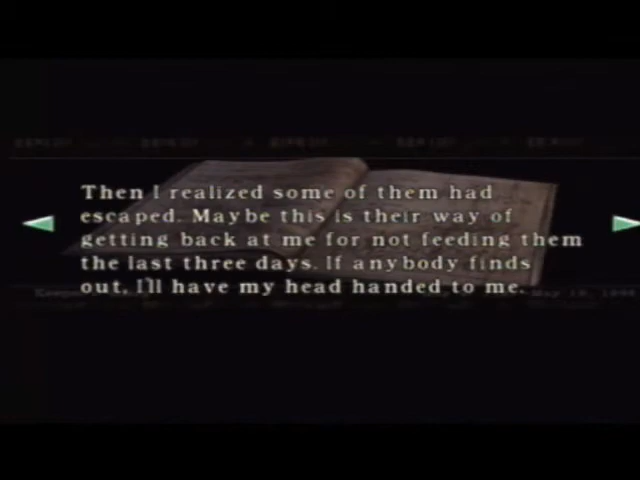 Then I realized some of them had
escaped. Maybe this is their way of
getting back at me for not feeding them
the last three days. If anybody finds
out, I'll have my head handed to me.